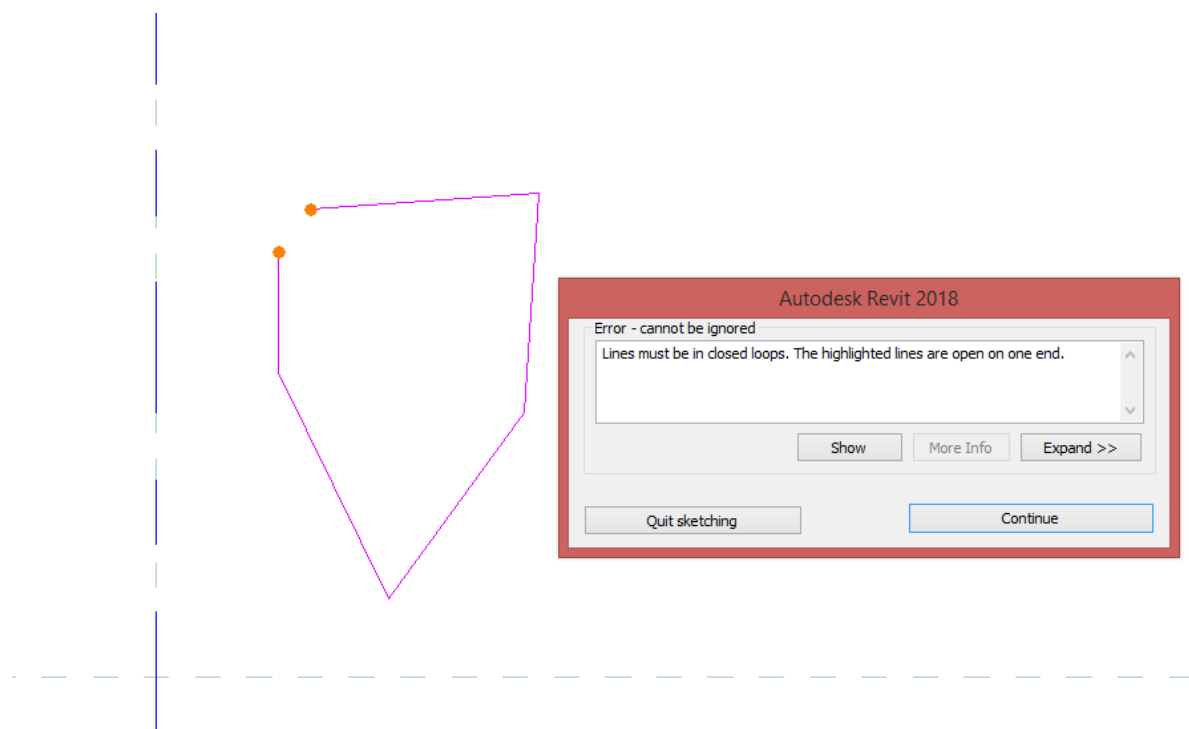 Autodesk Revit 2018
Error - cannot be ignored
Lines must be in closed loops. The highlighted lines are open on one end.
Show
More Info
Expand >>
Quit sketching
Continue